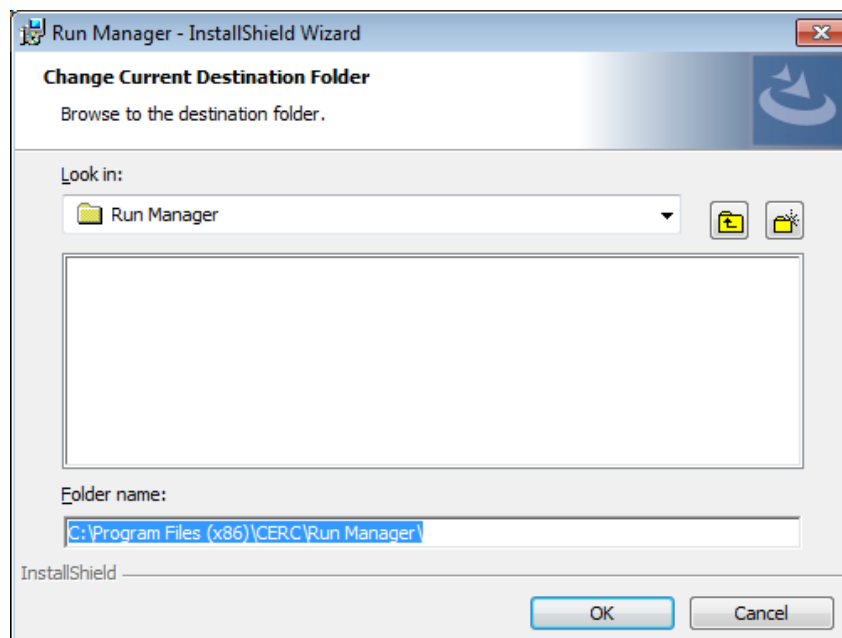 Run Manager - InstallShield Wizard
Change Current Destination Folder
Browse to the destination folder.
Look in:
Run Manager
Folder name:
C:\Program Files (x86)\CERC\Run Manager\
InstallShield
OK Cancel